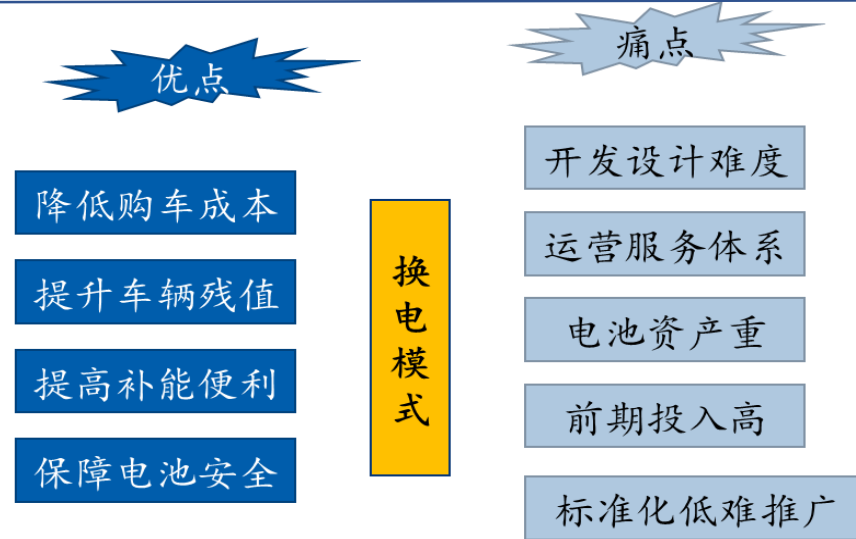 优点
降低购车成本
提升车辆残值
提高补能便利
保障电池安全
换电模式
痛点
开发设计难度
运营服务体系
电池资产重
前期投入高
标准化低难推广